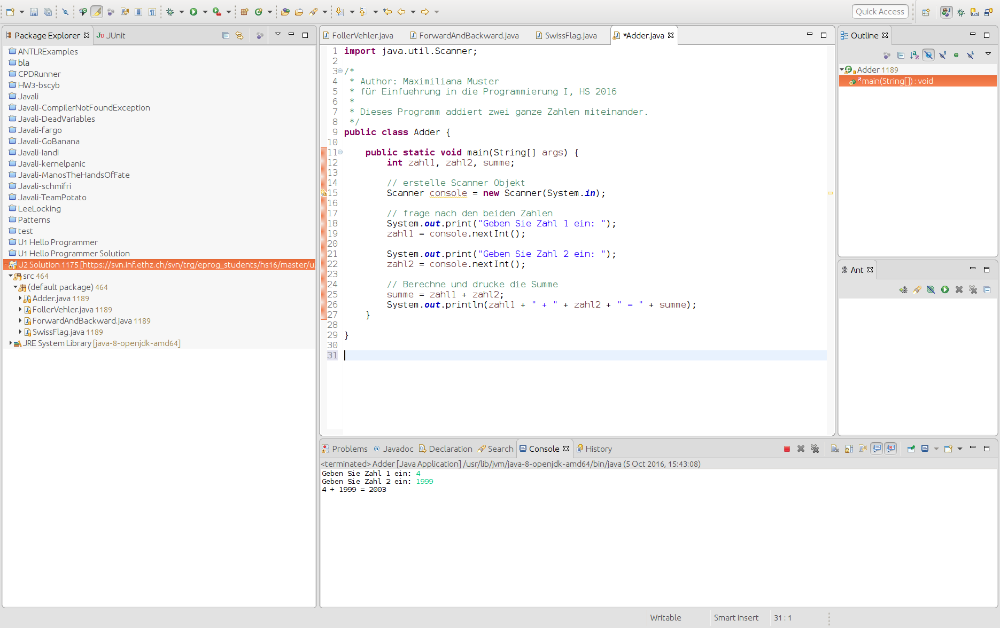 Quick Access
Package Explorer
JUnit
ANTLRExamples
bla
CPDRunner
HW3-bscyb
Javali
Javali-CompilerNotFoundException
Javali-DeadVariables
Javali-fargo
Javali-GoBanana
Javali-IandI
Javali-kernelpanic
Javali-ManosTheHandsOfFate
Javali-schmifri
Javali-TeamPotato
LeeLocking
Patterns
test
U1 Hello Programmer
U1 Hello Programmer Solution
U2 Solution 1175 [https://svn.inf.ethz.ch/svn/trg/eprog_students/hs16/master/u
src 464
(default package) 464
Adder.java 1189
FollerVehler.java 1189
ForwardAndBackward.java 1189
SwissFlag.java 1189
JRE System Library [java-8-openjdk-amd64]
FollerVehler.java
ForwardAndBackward.java
SwissFlag.java
*Adder.java
1 import java.util.Scanner;
2
3 /*
4 * Author: Maximiliana Muster
5 * für Einfuehrung in die Programmierung I, HS 2016
6 *
7 * Dieses Programm addiert zwei ganze Zahlen miteinander.
8 */
9 public class Adder {
10
11 public static void main(String[] args) {
12 int zahl1, zahl2, summe;
13
14 // erstelle Scanner Objekt
15 Scanner console = new Scanner(System.in);
16
17 // frage nach den beiden Zahlen
18 System.out.print("Geben Sie Zahl 1 ein: ");
19 zahl1 = console.nextInt();
20
21 System.out.print("Geben Sie Zahl 2 ein: ");
22 zahl2 = console.nextInt();
23
24 // Berechne und drucke die Summe
25 summe = zahl1 + zahl2;
26 System.out.println(zahl1 + " + " + zahl2 + " = " + summe);
27 }
28
29 }
30
31
Outline
Adder 1189
main(String[]) : void
Ant
Problems
@ Javadoc
Declaration
Search
Console
History
<terminated> Adder [Java Application] /usr/lib/jvm/java-8-openjdk-amd64/bin/java (5 Oct 2016, 15:43:08)
Geben Sie Zahl 1 ein: 4
Geben Sie Zahl 2 ein: 1999
4 + 1999 = 2003
Writable
Smart Insert
31 : 1